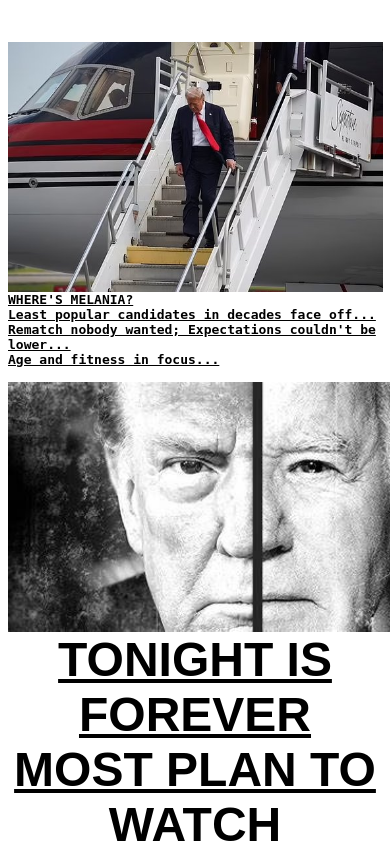 Signature
WHERE'S MELANIA?
Least popular candidates in decades face off...
Rematch nobody wanted; Expectations couldn't be
lower...
Age and fitness in focus...
TONIGHT IS
FOREVER
MOST PLAN TO
WATCH